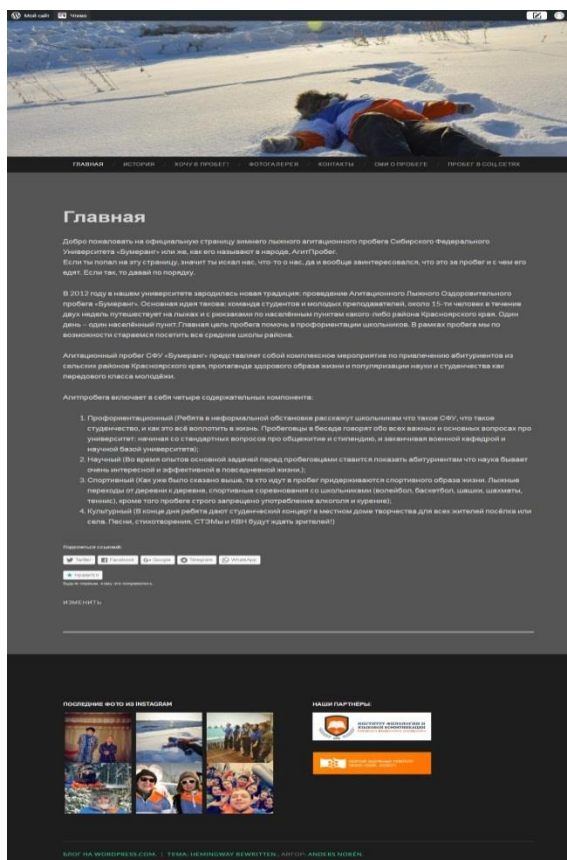 Мой сайт Чтиво
ГЛАВНАЯ / ИСТОРИЯ / ХОЧУ В ПРОБЕГ! / ФОТОГАЛЕРЕЯ / КОНТАКТЫ / СМИ О ПРОБЕГЕ / ПРОБЕГ В СОЦ.СЕТЯХ
Главная
Добро пожаловать на официальную страницу зимнего лыжного агитационного пробега Сибирского Федерального
Университета «Бумеранг» или же, как его называют в народе, АгитПробег.
Если ты попал на эту страницу, значит ты искал нас, что-то о нас, да и вообще заинтересовался, что это за пробег и с чем его
едят. Если так, то давай по порядку.
В 2012 году в нашем университете зародилась новая традиция: проведение Агитационного Лыжного Оздоровительного
пробега «Бумеранг». Основная идея такова: команда студентов и молодых преподавателей, около 15-ти человек в течение
двух недель путешествует на лыжах и с рюкзаками по населённым пунктам какого-либо района Красноярского края. Один
день – один населённый пункт.Главная цель пробега помочь в профориентации школьников. В рамках пробега мы по
возможности стараемся посетить все средние школы района.
Агитационный пробег СФУ «Бумеранг» представляет собой комплексное мероприятие по привлечению абитуриентов из
сельских районов Красноярского края, пропаганде здорового образа жизни и популяризации науки и студенчества как
передового класса молодёжи.
Агитпробега включает в себя четыре содержательных компонента:
1. Профориентационный (Ребята в неформальной обстановке расскажут школьникам что такое СФУ, что такое
студенчество, и как это всё воплотить в жизнь. Пробеговцы в беседе говорят обо всех важных и основных вопросах про
университет: начиная со стандартных вопросов про общежитие и стипендию, и заканчивая военной кафедрой и
научной базой университета);
2. Научный (Во время опытов основной задачей перед пробеговцами ставится показать абитуриентам что наука бывает
очень интересной и эффективной в повседневной жизни.);
3. Спортивный (Как уже было сказано выше, те кто идут в пробег придерживаются спортивного образа жизни. Лыжные
переходы от деревни к деревне, спортивные соревнования со школьниками (волейбол, баскетбол, шашки, шахматы,
теннис), кроме того пробеге строго запрещено употребление алкоголя и курение);
4. Культурный (В конце дня ребята дают студенческий концерт в местном доме творчества для всех жителей посёлка или
села. Песни, стихотворения, СТЭМы и КВН будут ждать зрителей!)
Поделиться ссылкой:
Twitter Facebook Google Telegram WhatsApp
Нравится
ИЗМЕНИТЬ
ПОСЛЕДНИЕ ФОТО ИЗ INSTAGRAM
НАШИ ПАРТНЁРЫ:
ИНСТИТУТ ФИЛОЛОГИИ И
ЯЗЫКОВОЙ КОММУНИКАЦИИ
БЛОГ НА WORDPRESS.COM. | ТЕМА: HEMINGWAY REWRITTEN, АВТОР: ANDERS NORÉN.